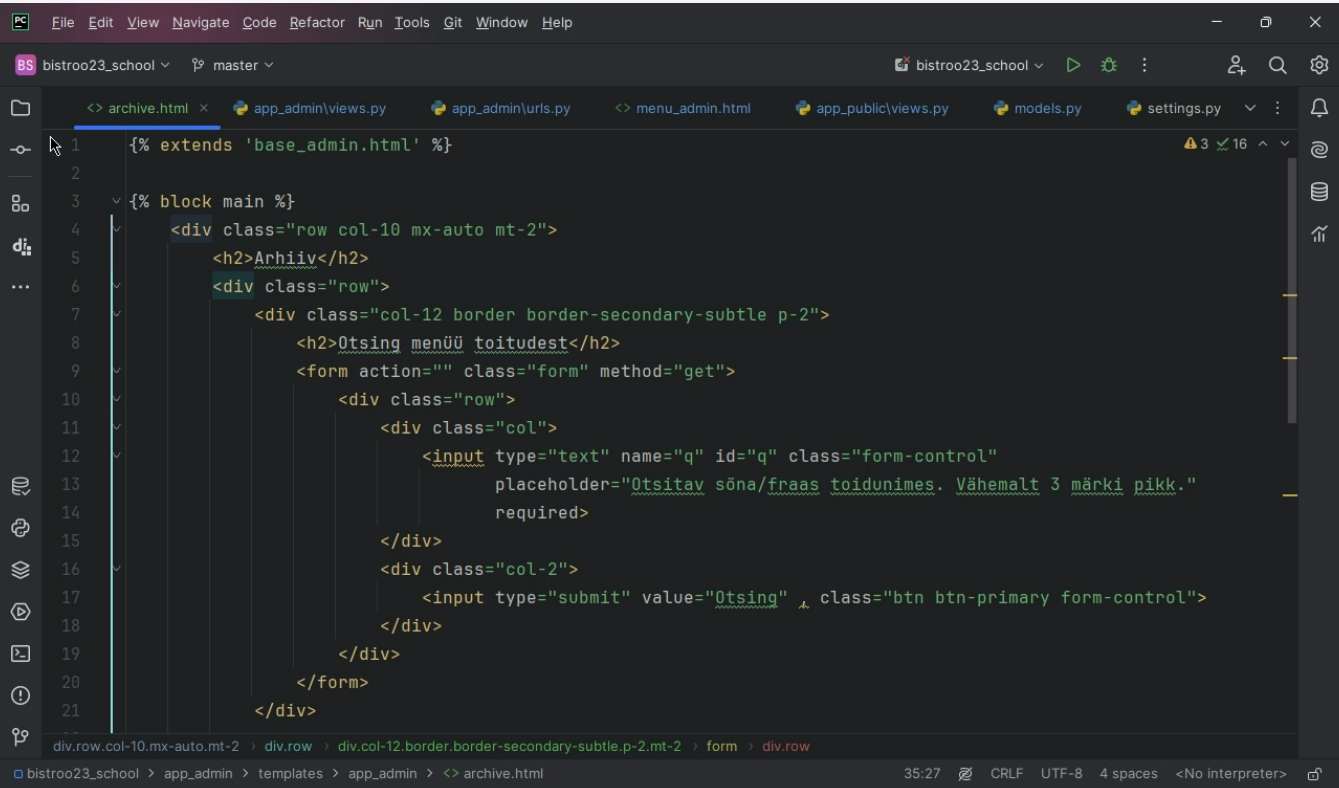 PC File Edit View Navigate Code Refactor Run Tools Git Window Help
BS bistroo23_school master bistroo23_school
archive.html app_admin\views.py app_admin\urls.py menu_admin.html app_public\views.py models.py settings.py
1 {% extends 'base_admin.html' %} 3 16
2
3 {% block main %}
4 <div class="row col-10 mx-auto mt-2">
5 <h2>Arhiiv</h2>
6 <div class="row">
7 <div class="col-12 border border-secondary-subtle p-2">
8 <h2>Otsing menüü toitudest</h2>
9 <form action="" class="form" method="get">
10 <div class="row">
11 <div class="col">
12 <input type="text" name="q" id="q" class="form-control"
13 placeholder="Otsitav sõna/fraas toidunimes. Vähemalt 3 märki pikk."
14 required>
15 </div>
16 <div class="col-2">
17 <input type="submit" value="Otsing" , class="btn btn-primary form-control">
18 </div>
19 </div>
20 </form>
21 </div>
div.row.col-10.mx-auto.mt-2 › div.row › div.col-12.border.border-secondary-subtle.p-2.mt-2 › form › div.row
bistroo23_school › app_admin › templates › app_admin › <> archive.html 35:27 CRLF UTF-8 4 spaces <No interpreter>